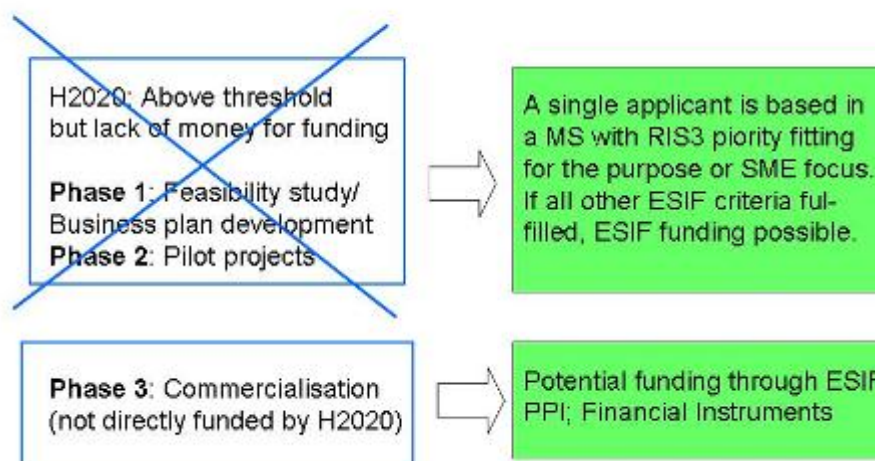 H2020: Above threshold
but lack of money for funding
Phase 1: Feasibility study/
Business plan development
Phase 2: Pilot projects
A single applicant is based in
a MS with RIS3 piority fitting
for the purpose or SME focus.
If all other ESIF criteria ful-
filled, ESIF funding possible.
Phase 3: Commercialisation
(not directly funded by H2020)
Potential funding through ESIF
PPI; Financial Instruments